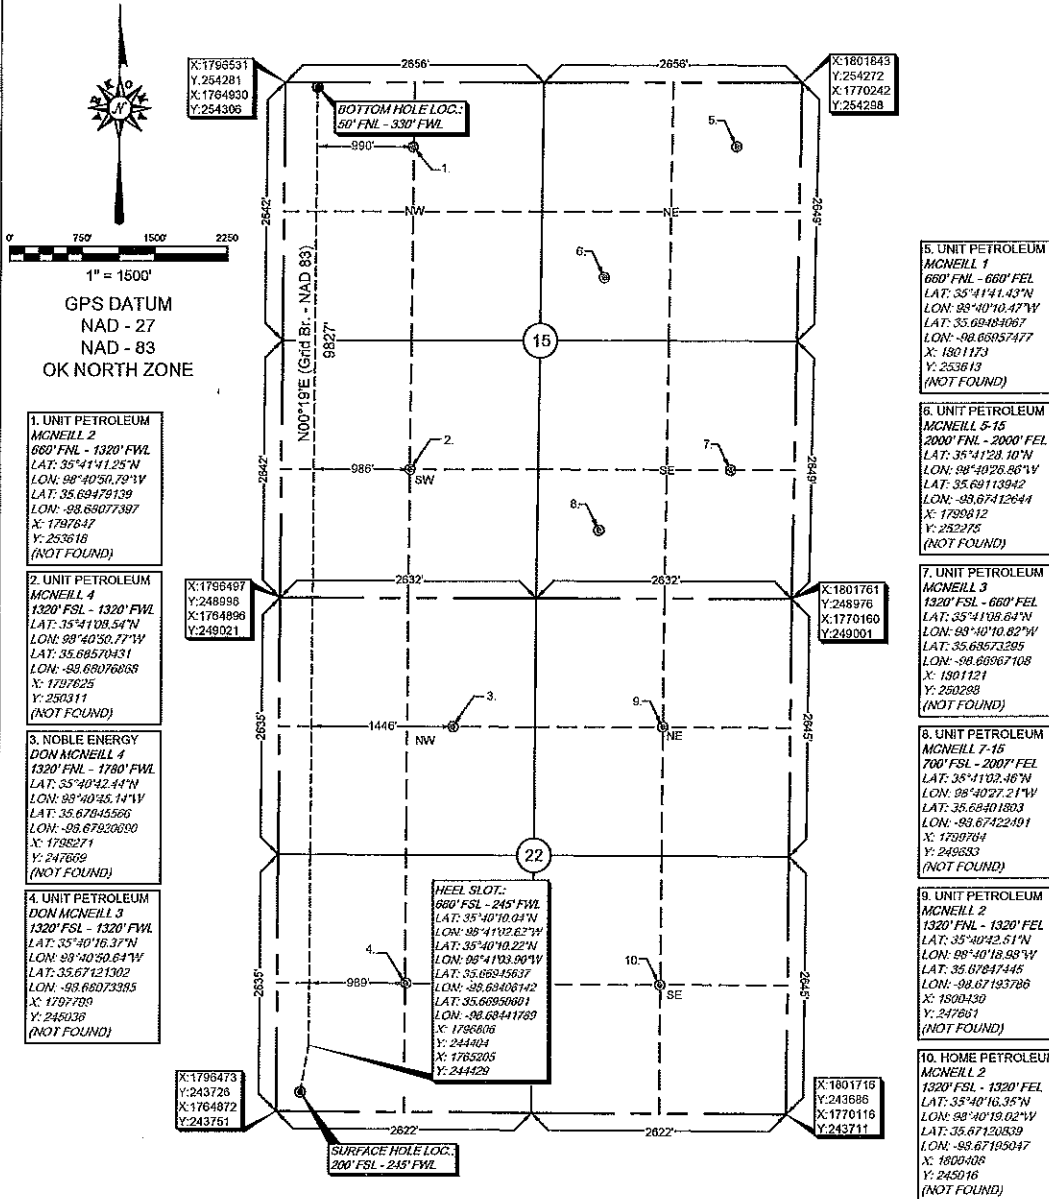 ARKOMA
N
0'
750'
1500'
2250
1" = 1500'
GPS DATUM
NAD - 27
NAD - 83
OK NORTH ZONE
X:1796531
Y:254281
X:1764930
Y:254306
2656'
2656'
X:1801843
Y:254272
X:1770242
Y:254298
BOTTOM HOLE LOC.:
50' FNL - 330' FWL
990'
1.
5.
NW
NE
2642'
2649'
6.
N00°19'E (Grid Br. - NAD 83)
9827'
15
2.
986'
SW
7.
SE
8.
2642'
2649'
X:1796497
Y:248996
X:1764896
Y:249021
2632'
2632'
X:1801761
Y:248976
X:1770160
Y:249001
3.
1446'
NW
9.
NE
2635'
2645'
22
HEEL SLOT.:
680' FSL - 245' FWL
LAT: 35°40'10.04"N
LON: 98°41'02.62"W
LAT: 35°40'10.22"N
LON: 98°41'03.90"W
LAT: 35.66945637
LON: -98.68406142
LAT: 35.66950601
LON: -98.68441789
X: 1796806
Y: 244404
X: 1765205
Y: 244429
4.
989'
10.
SE
2635'
2645'
X:1796473
Y:243726
X:1764872
Y:243751
2622'
2622'
X:1801716
Y:243686
X:1770116
Y:243711
SURFACE HOLE LOC.:
200' FSL - 245' FWL
1. UNIT PETROLEUM
MCNEILL 2
660' FNL - 1320' FWL
LAT: 35°41'41.25"N
LON: 98°40'50.79"W
LAT: 35.69479139
LON: -98.68077397
X: 1797847
Y: 253618
(NOT FOUND)
2. UNIT PETROLEUM
MCNEILL 4
1320' FSL - 1320' FWL
LAT: 35°41'08.54"N
LON: 98°40'50.77"W
LAT: 35.68570431
LON: -98.68076868
X: 1797825
Y: 250311
(NOT FOUND)
3. NOBLE ENERGY
DON MCNEILL 4
1320' FNL - 1780' FWL
LAT: 35°40'42.44"N
LON: 98°40'45.14"W
LAT: 35.67845566
LON: -98.67920690
X: 1798271
Y: 247669
(NOT FOUND)
4. UNIT PETROLEUM
DON MCNEILL 3
1320' FSL - 1320' FWL
LAT: 35°40'16.37"N
LON: 98°40'50.64"W
LAT: 35.67121302
LON: -98.68073385
X: 1797799
Y: 245036
(NOT FOUND)
5. UNIT PETROLEUM
MCNEILL 1
660' FNL - 660' FEL
LAT: 35°41'41.43"N
LON: 98°40'10.47"W
LAT: 35.69484067
LON: -98.66957477
X: 1801173
Y: 253613
(NOT FOUND)
6. UNIT PETROLEUM
MCNEILL 5-15
2000' FNL - 2000' FEL
LAT: 35°41'28.10"N
LON: 98°40'26.86"W
LAT: 35.69113942
LON: -98.67412644
X: 1799812
Y: 252275
(NOT FOUND)
7. UNIT PETROLEUM
MCNEILL 3
1320' FSL - 660' FEL
LAT: 35°41'08.64"N
LON: 98°40'10.82"W
LAT: 35.68573295
LON: -98.66967108
X: 1801121
Y: 250298
(NOT FOUND)
8. UNIT PETROLEUM
MCNEILL 7-15
700' FSL - 2007' FEL
LAT: 35°41'02.46"N
LON: 98°40'27.21"W
LAT: 35.68401803
LON: -98.67422491
X: 1799764
Y: 249683
(NOT FOUND)
9. UNIT PETROLEUM
MCNEILL 2
1320' FNL - 1320' FEL
LAT: 35°40'42.51"N
LON: 98°40'18.98"W
LAT: 35.67847445
LON: -98.67193786
X: 1800430
Y: 247661
(NOT FOUND)
10. HOME PETROLEU
MCNEILL 2
1320' FSL - 1320' FEL
LAT: 35°40'16.35"N
LON: 98°40'19.02"W
LAT: 35.67120839
LON: -98.67195047
X: 1800408
Y: 245016
(NOT FOUND)